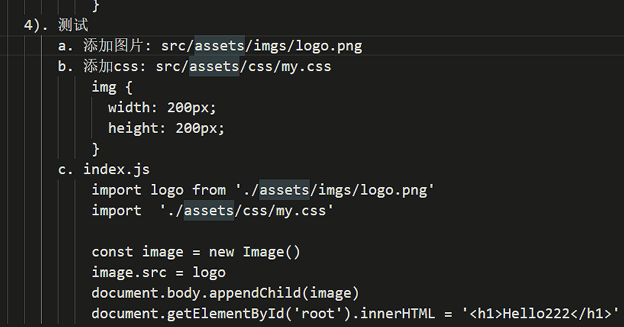 }
4). 测试
a. 添加图片: src/assets/imgs/logo.png
b. 添加css: src/assets/css/my.css
img {
width: 200px;
height: 200px;
}
c. index.js
import logo from './assets/imgs/logo.png'
import  './assets/css/my.css'
const image = new Image()
image.src = logo
document.body.appendChild(image)
document.getElementById('root').innerHTML = '<h1>Hello222</h1>'